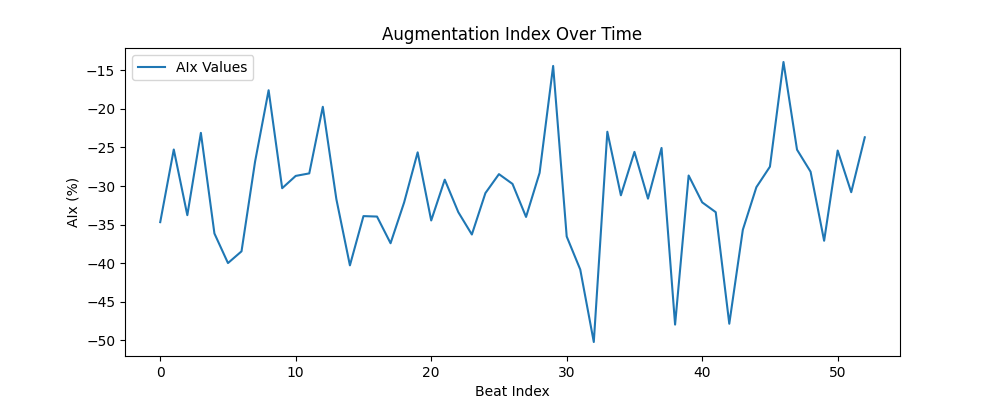 Augmentation Index Over Time
AIx Values
AIx (%)
−15
−20
−25
−30
−35
−40
−45
−50
0 10 20 30 40 50
Beat Index